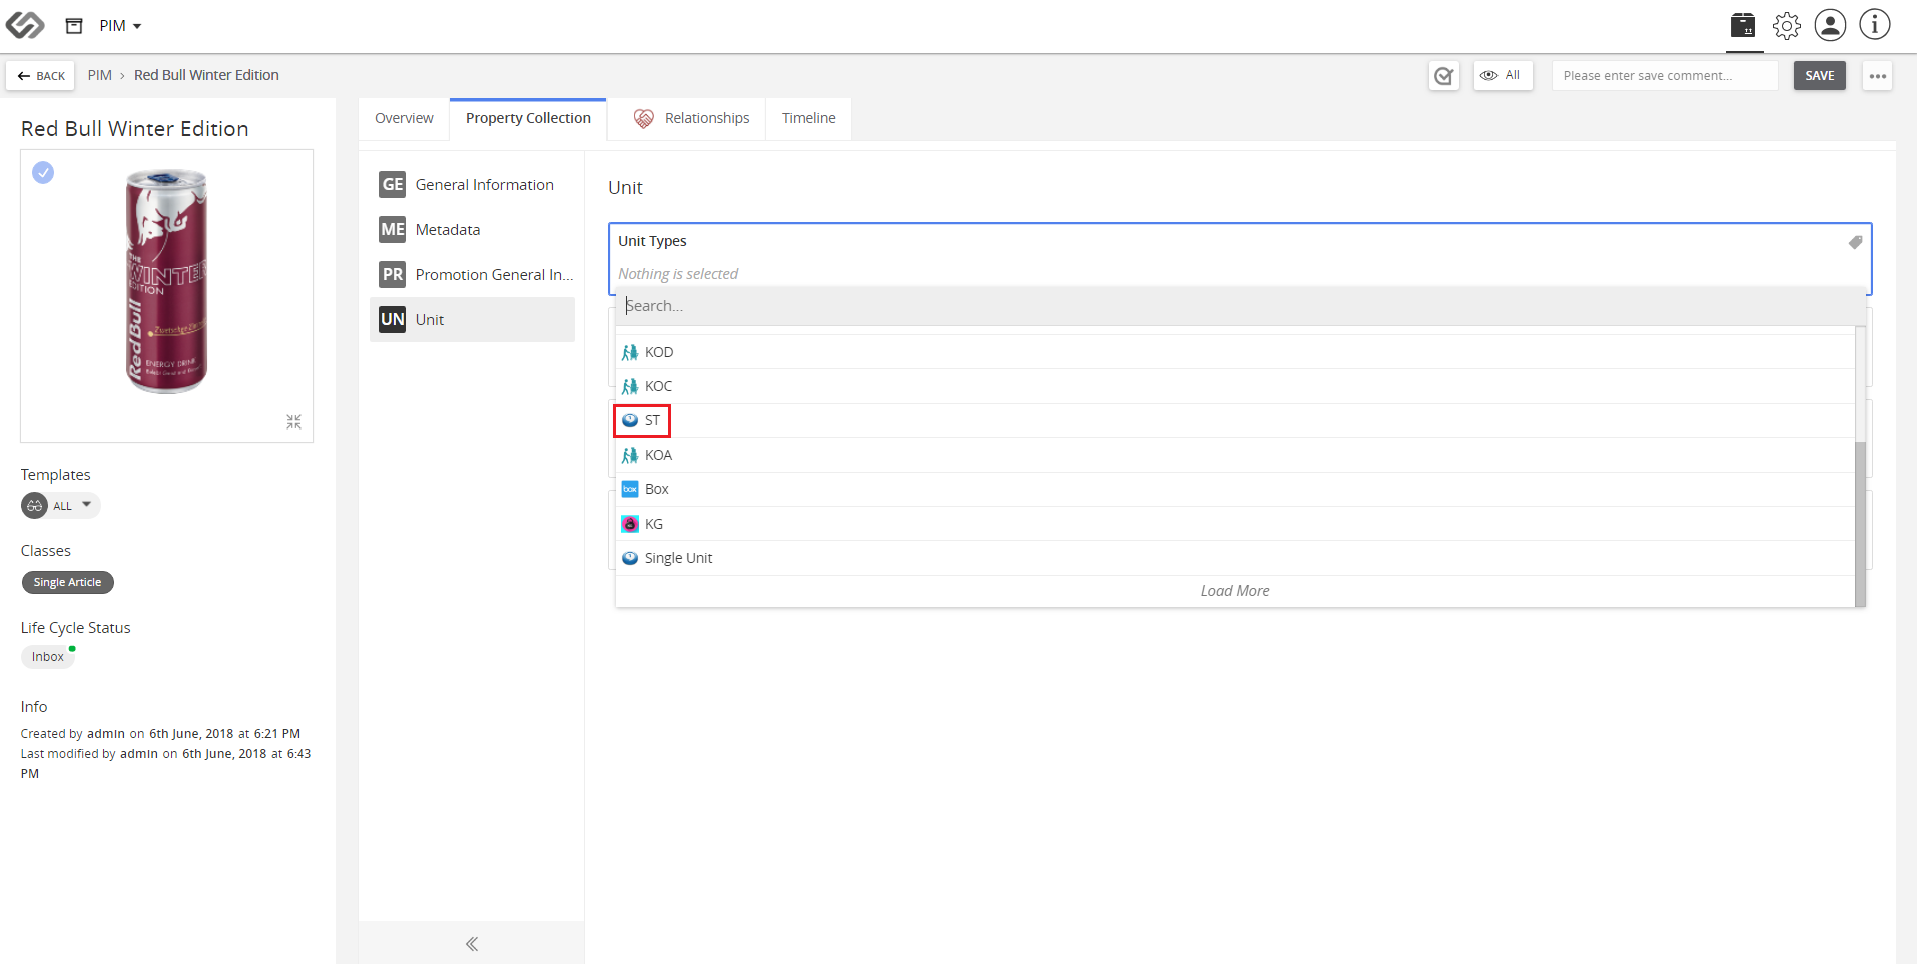 PIM
BACK
PIM › Red Bull Winter Edition
All
Please enter save comment...
SAVE
Red Bull Winter Edition
THE
WINTER
EDITION
Red Bull
ENERGY DRINK
Templates
ALL
Classes
Single Article
Life Cycle Status
Inbox
Info
Created by admin on 6th June, 2018 at 6:21 PM
Last modified by admin on 6th June, 2018 at 6:43
PM
Overview
Property Collection
Relationships
Timeline
GE General Information
ME Metadata
PR Promotion General In...
UN Unit
Unit
Unit Types
Nothing is selected
Search...
KOD
KOC
ST
KOA
box Box
KG
Single Unit
Load More